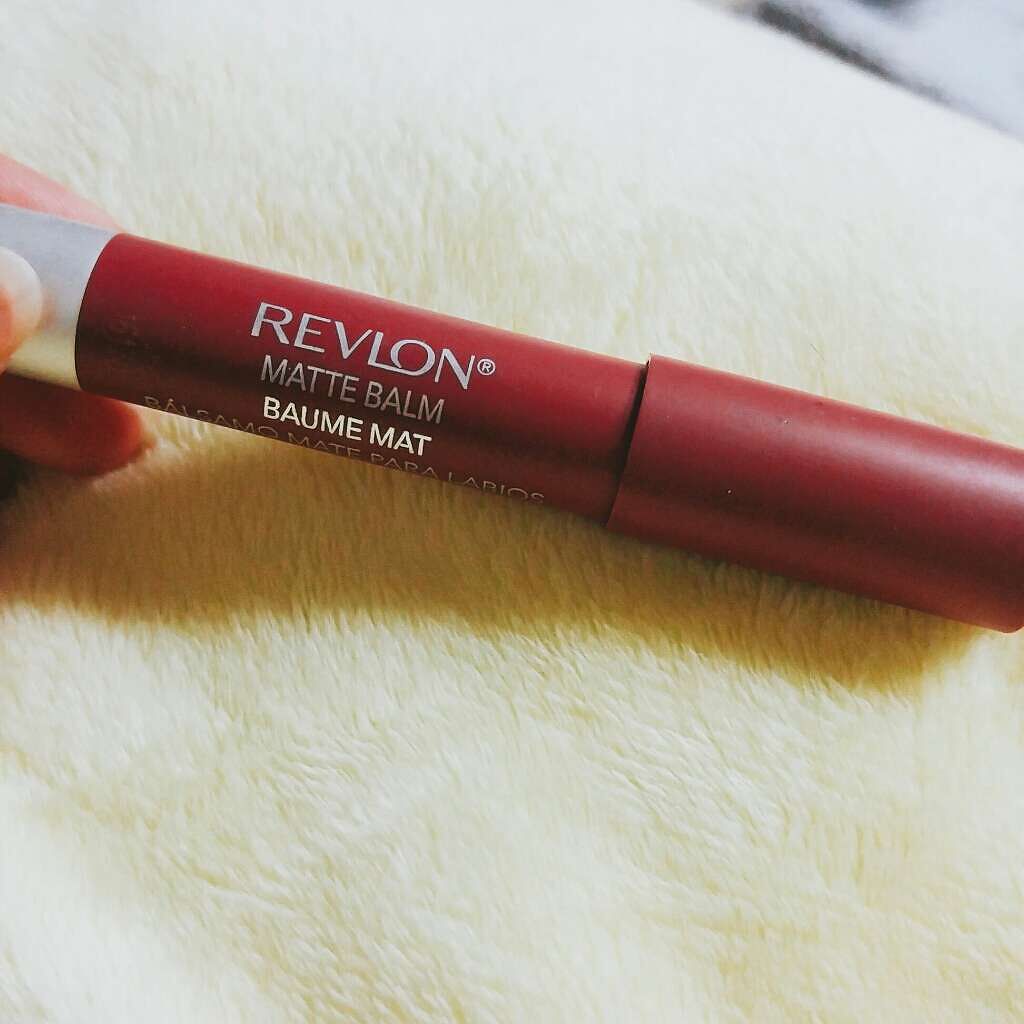 REVLON®
MATTE BALM
BAUME MAT
BÁLSAMO MATE PARA LABIOS